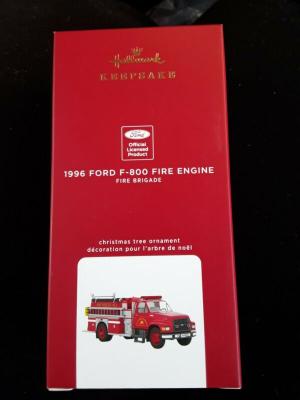 Hallmark
KEEPSAKE
Ford
Official
Licensed
Product
1996 FORD F-800 FIRE ENGINE
FIRE BRIGADE
christmas tree ornament
décoration pour l'arbre de noël